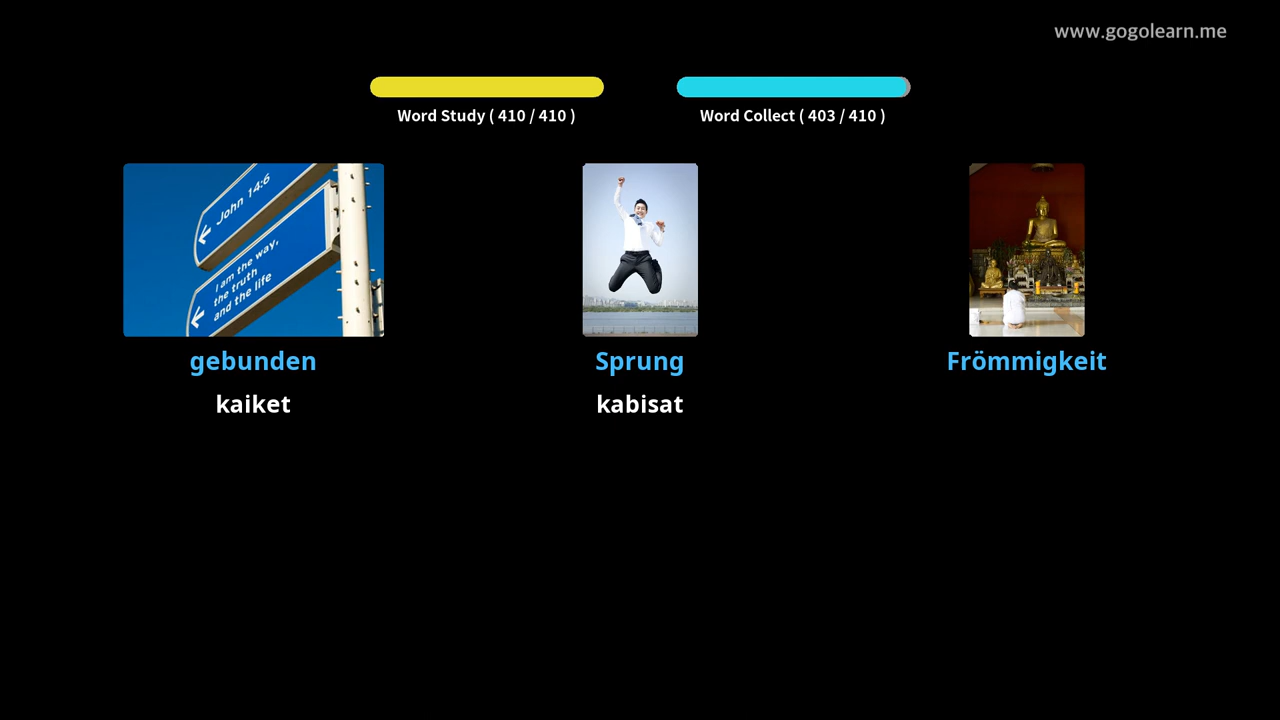 www.gogolearn.me
Word Study ( 410 / 410 )
Word Collect ( 403 / 410 )
John 14:6
I am the way,
the truth
and the life
gebunden
Sprung
Frömmigkeit
kaiket
kabisat